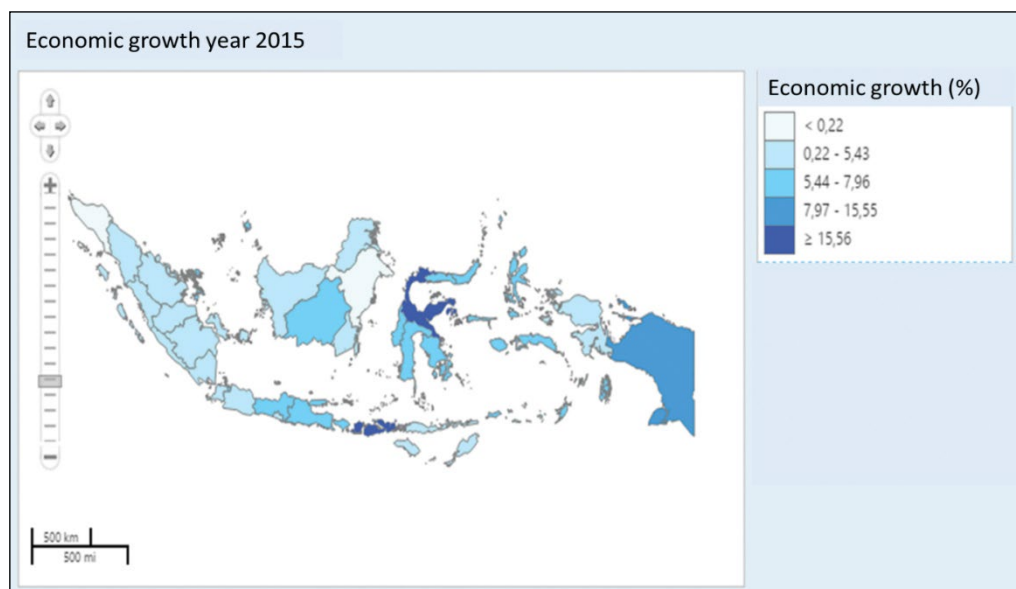 Economic growth year 2015
Economic growth (%)
< 0,22
0,22 - 5,43
5,44 - 7,96
7,97 - 15,55
≥ 15,56
500 km
500 mi